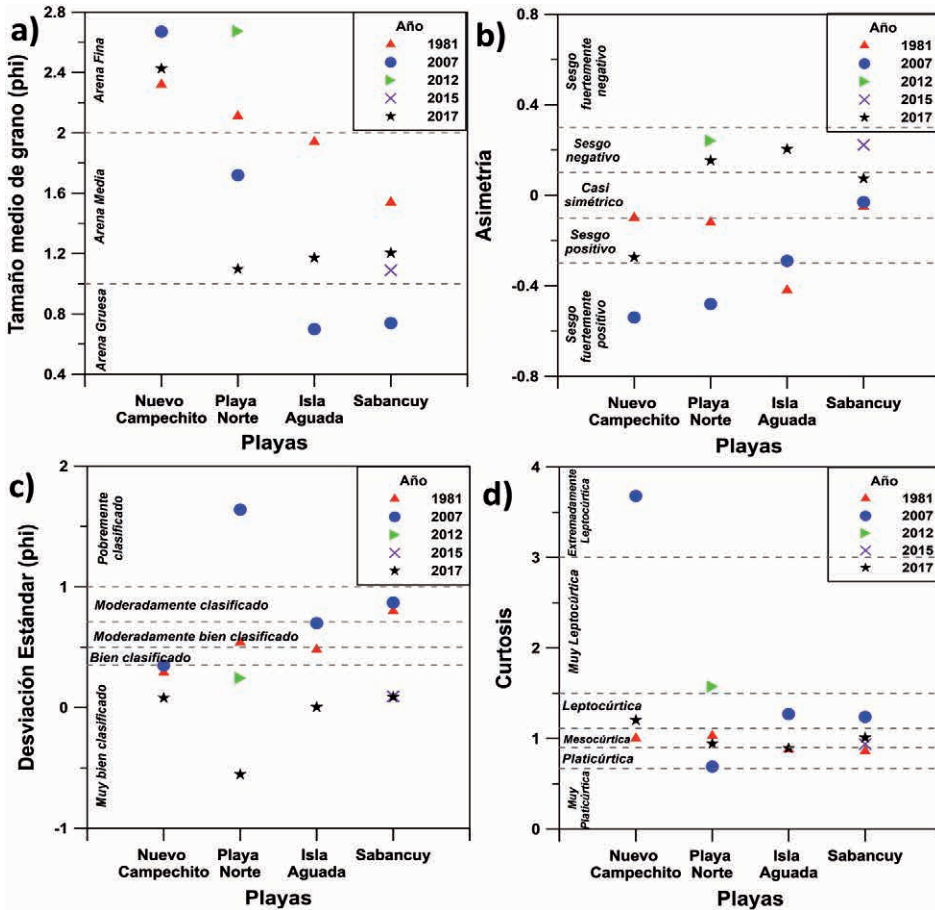 a)
Tamaño medio de grano (phi)
2.8
2.4
2
1.6
1.2
0.8
0.4
Arena Fina
Arena Media
Arena Gruesa
Año
1981
2007
2012
2015
2017
Nuevo Campechito
Playa Norte
Isla Aguada
Sabancuy
Playas
b)
Asimetría
0.8
0.4
0
-0.4
-0.8
Sesgo fuertemente negativo
Sesgo negativo
Casi simétrico
Sesgo positivo
Sesgo fuertemente positivo
Año
1981
2007
2012
2015
2017
Nuevo Campechito
Playa Norte
Isla Aguada
Sabancuy
Playas
c)
Desviación Estándar (phi)
2
1
0
-1
Pobremente clasificado
Moderadamente clasificado
Moderadamente bien clasificado
Bien clasificado
Muy bien clasificado
Año
1981
2007
2012
2015
2017
Nuevo Campechito
Playa Norte
Isla Aguada
Sabancuy
Playas
d)
Curtosis
4
3
2
1
0
Extremadamente Leptocúrtica
Muy Leptocúrtica
Leptocúrtica
Mesocúrtica
Platicúrtica
Muy Platicúrtica
Año
1981
2007
2012
2015
2017
Nuevo Campechito
Playa Norte
Isla Aguada
Sabancuy
Playas